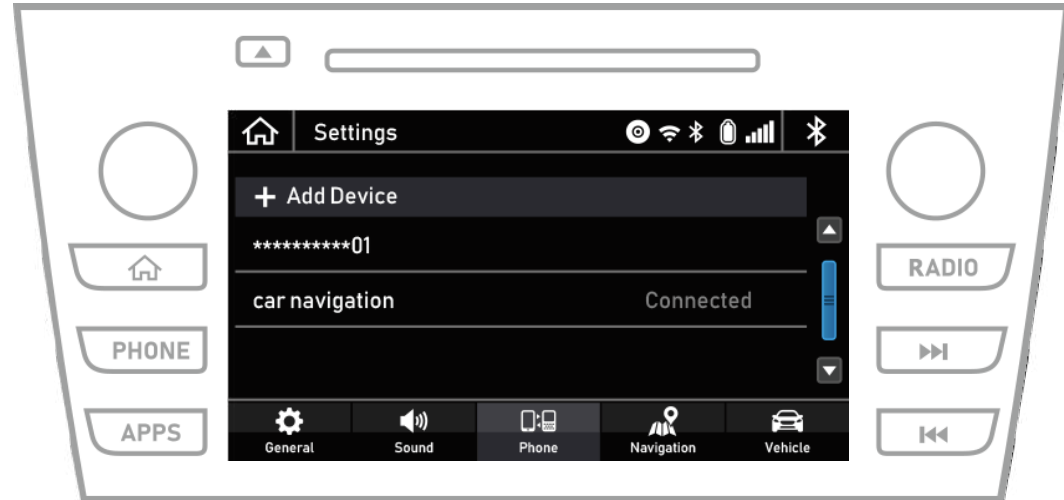 Settings
+ Add Device
**********01
car navigation Connected
RADIO
PHONE
APPS
General Sound Phone Navigation Vehicle